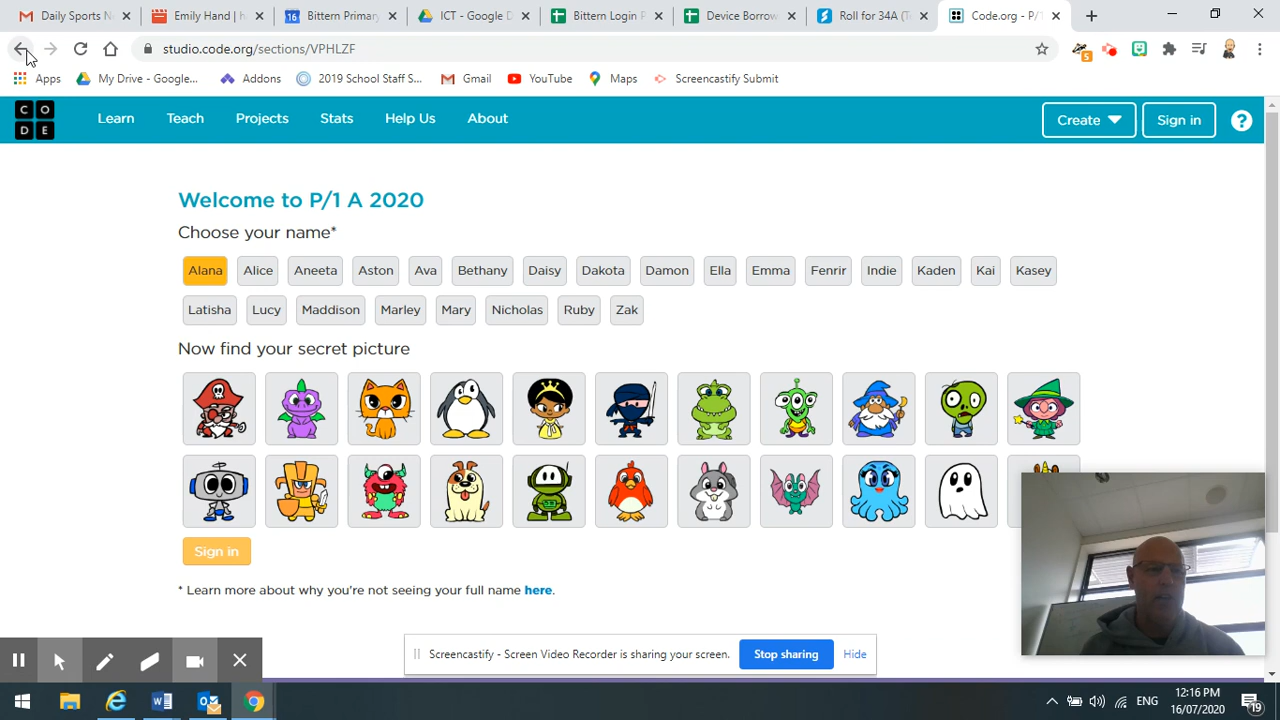 Daily Sports Ne
Emily Hand | h
Bittern Primary
ICT - Google D
Bittern Login P
Device Borrow
Roll for 34A (T
Code.org - P/1
studio.code.org/sections/VPHLZF
Apps
My Drive - Google...
Addons
2019 School Staff S...
Gmail
YouTube
Maps
Screencastify Submit
CODE
Learn
Teach
Projects
Stats
Help Us
About
Create
Sign in
?
Welcome to P/1 A 2020
Choose your name*
Alana Alice Aneeta Aston Ava Bethany Daisy Dakota Damon Ella Emma Fenrir Indie Kaden Kai Kasey
Latisha Lucy Maddison Marley Mary Nicholas Ruby Zak
Now find your secret picture
Sign in
* Learn more about why you're not seeing your full name here.
Screencastify - Screen Video Recorder is sharing your screen.
Stop sharing
Hide
ENG
12:16 PM
16/07/2020
19